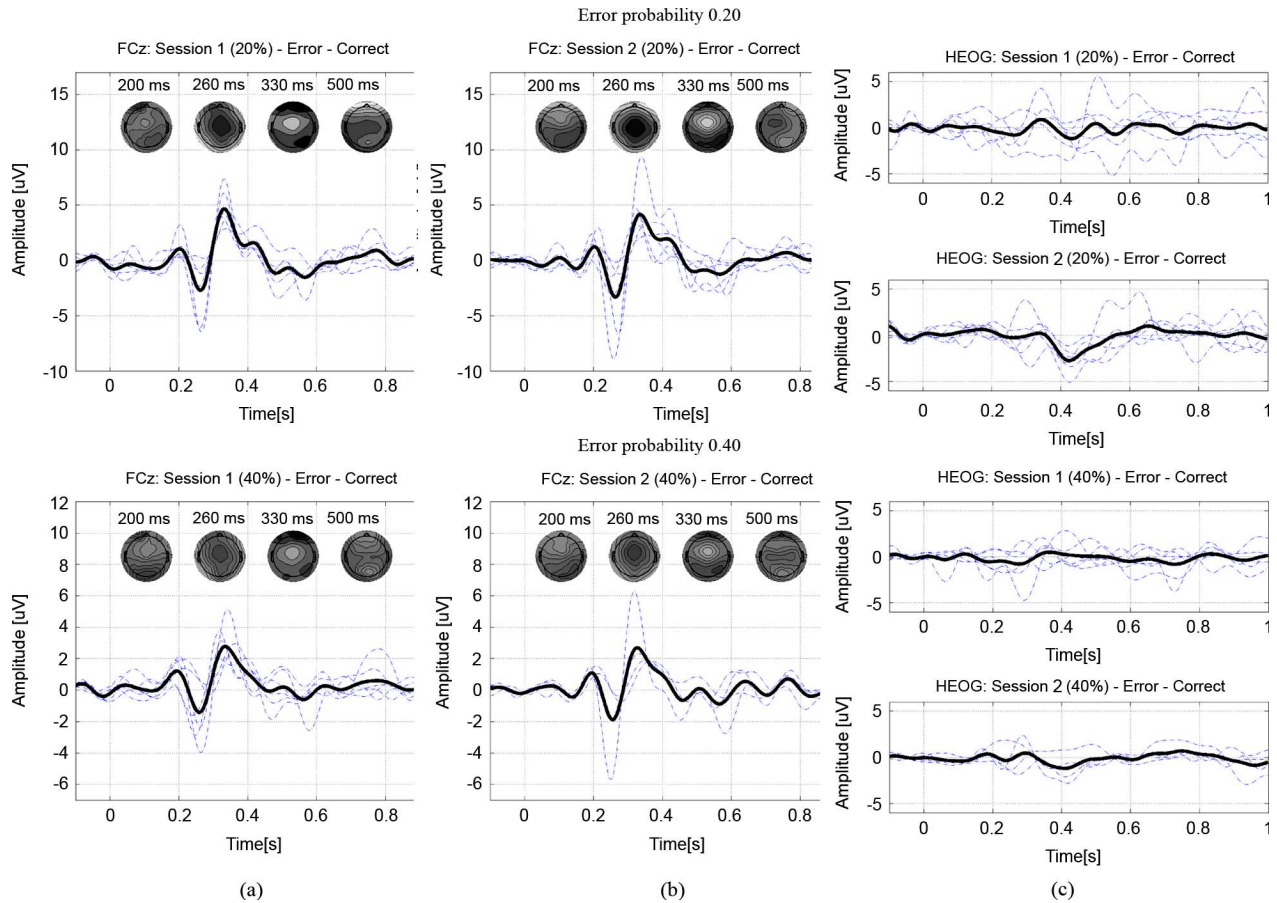 Error probability 0.20
FCz: Session 1 (20%) - Error - Correct
200 ms 260 ms 330 ms 500 ms
15
10
5
0
-5
-10
Amplitude [uV]
0 0.2 0.4 0.6 0.8
Time[s]
FCz: Session 2 (20%) - Error - Correct
200 ms 260 ms 330 ms 500 ms
15
10
5
0
-5
-10
0 0.2 0.4 0.6 0.8
Time[s]
HEOG: Session 1 (20%) - Error - Correct
5
0
-5
Amplitude [uV]
0 0.2 0.4 0.6 0.8 1
Time[s]
HEOG: Session 2 (20%) - Error - Correct
5
0
-5
Amplitude [uV]
0 0.2 0.4 0.6 0.8 1
Time[s]
Error probability 0.40
FCz: Session 1 (40%) - Error - Correct
200 ms 260 ms 330 ms 500 ms
12
10
8
6
4
2
0
-2
-4
-6
Amplitude [uV]
0 0.2 0.4 0.6 0.8
Time[s]
FCz: Session 2 (40%) - Error - Correct
200 ms 260 ms 330 ms 500 ms
12
10
8
6
4
2
0
-2
-4
-6
Amplitude [uV]
0 0.2 0.4 0.6 0.8
Time[s]
HEOG: Session 1 (40%) - Error - Correct
5
0
-5
Amplitude [uV]
0 0.2 0.4 0.6 0.8 1
Time[s]
HEOG: Session 2 (40%) - Error - Correct
5
0
-5
Amplitude [uV]
0 0.2 0.4 0.6 0.8 1
Time[s]
(a) (b) (c)